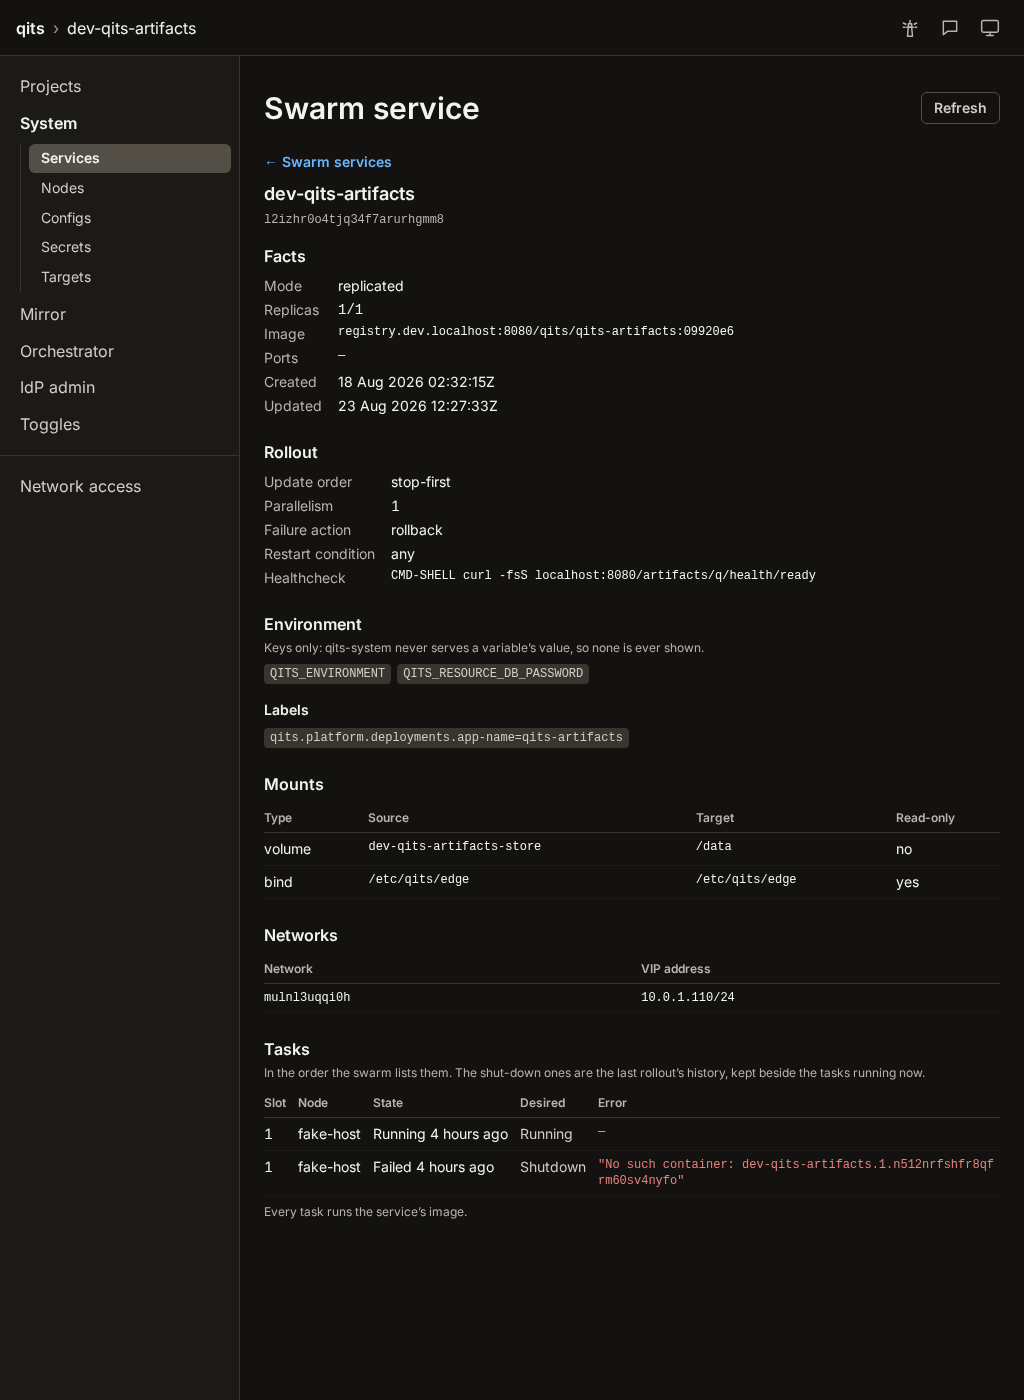 qits › dev-qits-artifacts
Projects
System
Services
Nodes
Configs
Secrets
Targets
Mirror
Orchestrator
IdP admin
Toggles
Network access
Swarm service
Refresh
← Swarm services
dev-qits-artifacts
l2izhr0o4tjq34f7arurhgmm8
Facts
Mode replicated
Replicas 1/1
Image registry.dev.localhost:8080/qits/qits-artifacts:09920e6
Ports —
Created 18 Aug 2026 02:32:15Z
Updated 23 Aug 2026 12:27:33Z
Rollout
Update order stop-first
Parallelism 1
Failure action rollback
Restart condition any
Healthcheck CMD-SHELL curl -fsS localhost:8080/artifacts/q/health/ready
Environment
Keys only: qits-system never serves a variable’s value, so none is ever shown.
QITS_ENVIRONMENT QITS_RESOURCE_DB_PASSWORD
Labels
qits.platform.deployments.app-name=qits-artifacts
Mounts
Type Source Target Read-only
volume dev-qits-artifacts-store /data no
bind /etc/qits/edge /etc/qits/edge yes
Networks
Network VIP address
mulnl3uqqi0h 10.0.1.110/24
Tasks
In the order the swarm lists them. The shut-down ones are the last rollout’s history, kept beside the tasks running now.
Slot Node State Desired Error
1 fake-host Running 4 hours ago Running —
1 fake-host Failed 4 hours ago Shutdown "No such container: dev-qits-artifacts.1.n512nrfshfr8qf
rm60sv4nyfo"
Every task runs the service’s image.